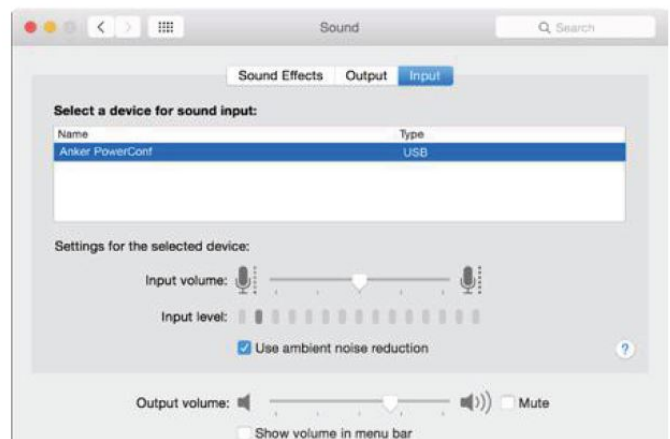 Sound
Search
Sound Effects Output Input
Select a device for sound input:
Name Type
Anker PowerConf USB
Settings for the selected device:
Input volume:
Input level:
Use ambient noise reduction
?
Output volume: Mute
Show volume in menu bar